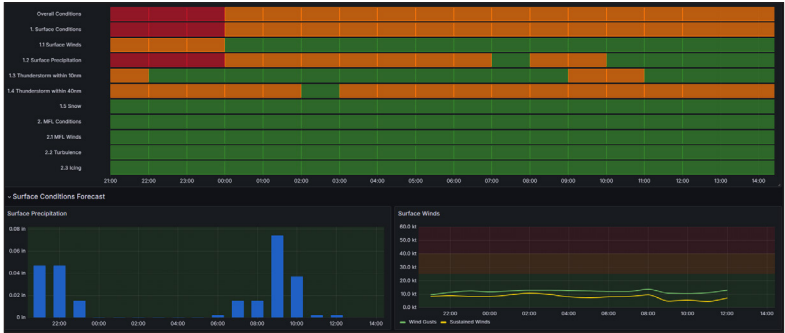 Overall Conditions
1. Surface Conditions
1.1 Surface Winds
1.2 Surface Precipitation
1.3 Thunderstorm within 10nm
1.4 Thunderstorm within 40nm
1.5 Snow
2. MFL Conditions
2.1 MFL Winds
2.2 Turbulence
2.3 Icing
21:00 22:00 23:00 00:00 01:00 02:00 03:00 04:00 05:00 06:00 07:00 08:00 09:00 10:00 11:00 12:00 13:00 14:00
Surface Conditions Forecast
Surface Precipitation
0.08 in
0.06 in
0.04 in
0.02 in
0 in
22:00 00:00 02:00 04:00 06:00 08:00 10:00 12:00 14:00
Surface Winds
60.0 kt
50.0 kt
40.0 kt
30.0 kt
20.0 kt
10.0 kt
0.0 kt
22:00 00:00 02:00 04:00 06:00 08:00 10:00 12:00 14:00
Wind Gusts Sustained Winds